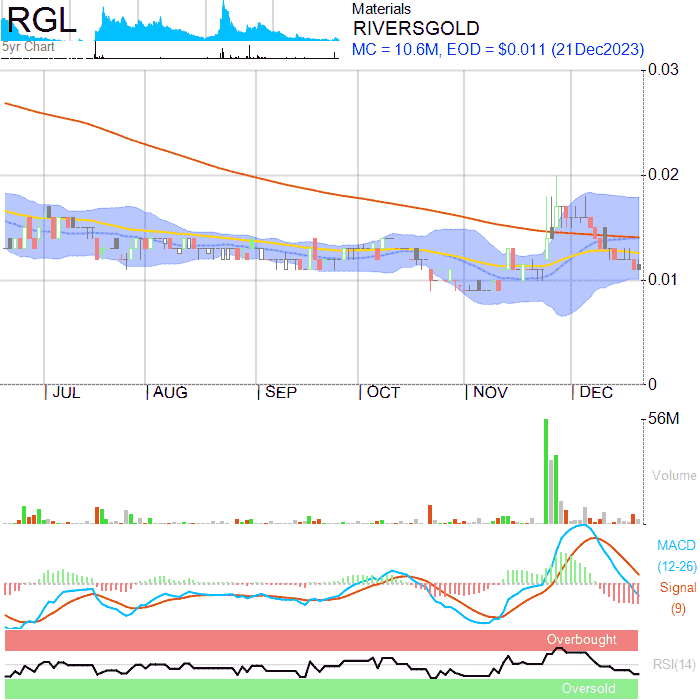 RGL
5yr Chart
Materials
RIVERSGOLD
MC = 10.6M, EOD = $0.011 (21Dec2023)
0.03
0.02
0.01
0
JUL AUG SEP OCT NOV DEC
56M
Volume
MACD
(12-26)
Signal
(9)
Overbought
RSI(14)
Oversold